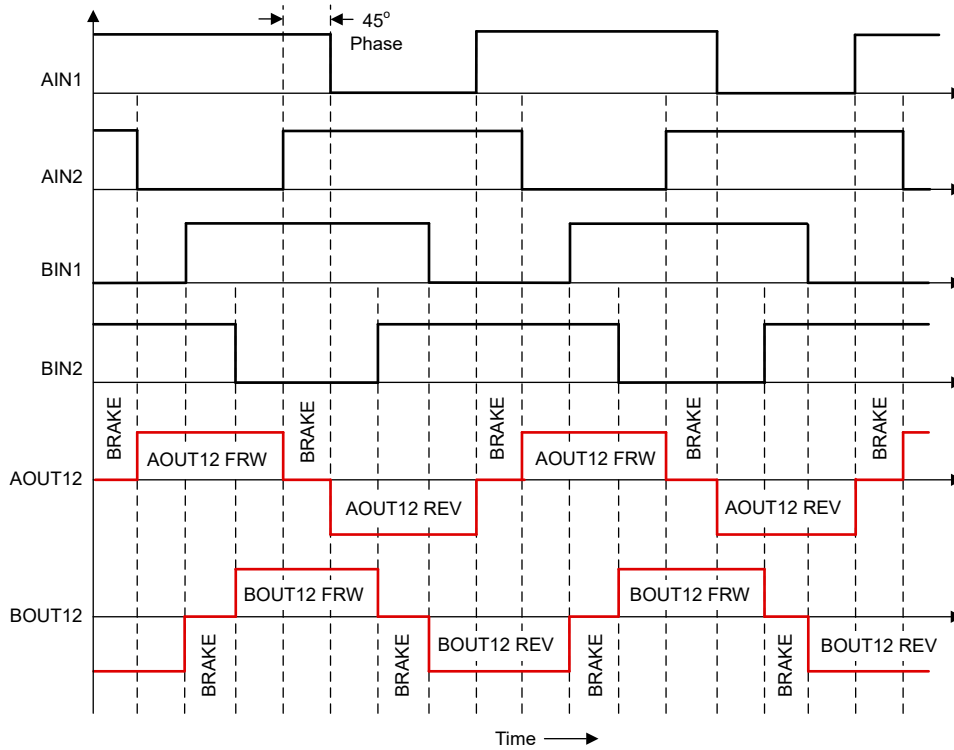 45°
Phase
AIN1
AIN2
BIN1
BIN2
BRAKE
BRAKE
BRAKE
BRAKE
BRAKE
AOUT12 FRW
AOUT12 FRW
AOUT12
AOUT12 REV
AOUT12 REV
BOUT12 FRW
BOUT12 FRW
BOUT12
BOUT12 REV
BOUT12 REV
BRAKE
BRAKE
BRAKE
BRAKE
Time